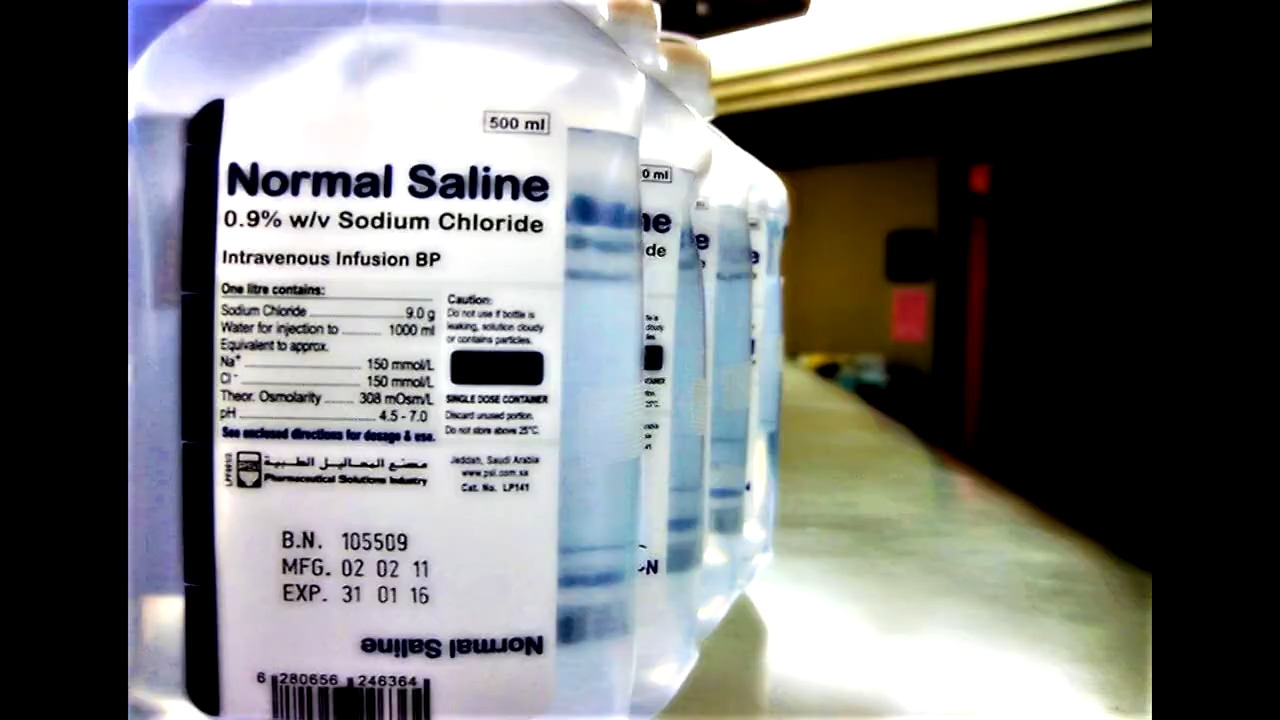 500 ml
Normal Saline
0.9% w/v Sodium Chloride
Intravenous Infusion BP
One litre contains:
Sodium Chloride 9.0 g
Water for injection to 1000 ml
Equivalent to approx.
Na+ 150 mmol/L
Cl- 150 mmol/L
Theor. Osmolarity 308 mOsm/L
pH 4.5 - 7.0
See enclosed directions for dosage & use.
Caution:
Do not use if bottle is
leaking, solution cloudy
or contains particles.
SINGLE DOSE CONTAINER
Discard unused portion.
Do not store above 25°C.
مصنع المحاليل الطبية
Pharmaceutical Solutions Industry
Jeddah, Saudi Arabia
www.psi.com.sa
Cat. No. LP141
B.N. 105509
MFG. 02 02 11
EXP. 31 01 16
Normal Saline
6 280656 246364
0 ml
ne
de